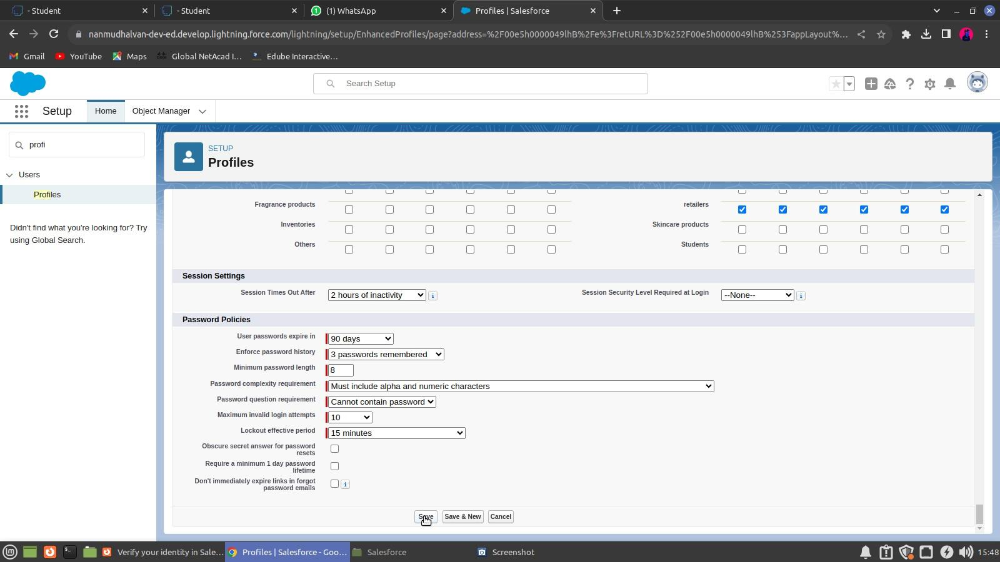 - Student
- Student
(1) WhatsApp
Profiles | Salesforce
nanmudhalvan-dev-ed.develop.lightning.force.com/lightning/setup/EnhancedProfiles/page?address=%2F00e5h0000049lhB%2Fe%3FretURL%3D%252F00e5h0000049lhB%253FappLayout%...
Gmail
YouTube
Maps
Global NetAcad I...
Edube Interactive...
Search Setup
Setup
Home
Object Manager
profi
Users
Profiles
Didn't find what you're looking for? Try
using Global Search.
SETUP
Profiles
Fragrance products
retailers
Inventories
Skincare products
Others
Students
Session Settings
Session Times Out After
2 hours of inactivity
Session Security Level Required at Login
--None--
Password Policies
User passwords expire in
90 days
Enforce password history
3 passwords remembered
Minimum password length
8
Password complexity requirement
Must include alpha and numeric characters
Password question requirement
Cannot contain password
Maximum invalid login attempts
10
Lockout effective period
15 minutes
Obscure secret answer for password
resets
Require a minimum 1 day password
lifetime
Don't immediately expire links in forgot
password emails
Save
Save & New
Cancel
Verify your identity in Sale...
Profiles | Salesforce - Goo...
Salesforce
Screenshot
15:48